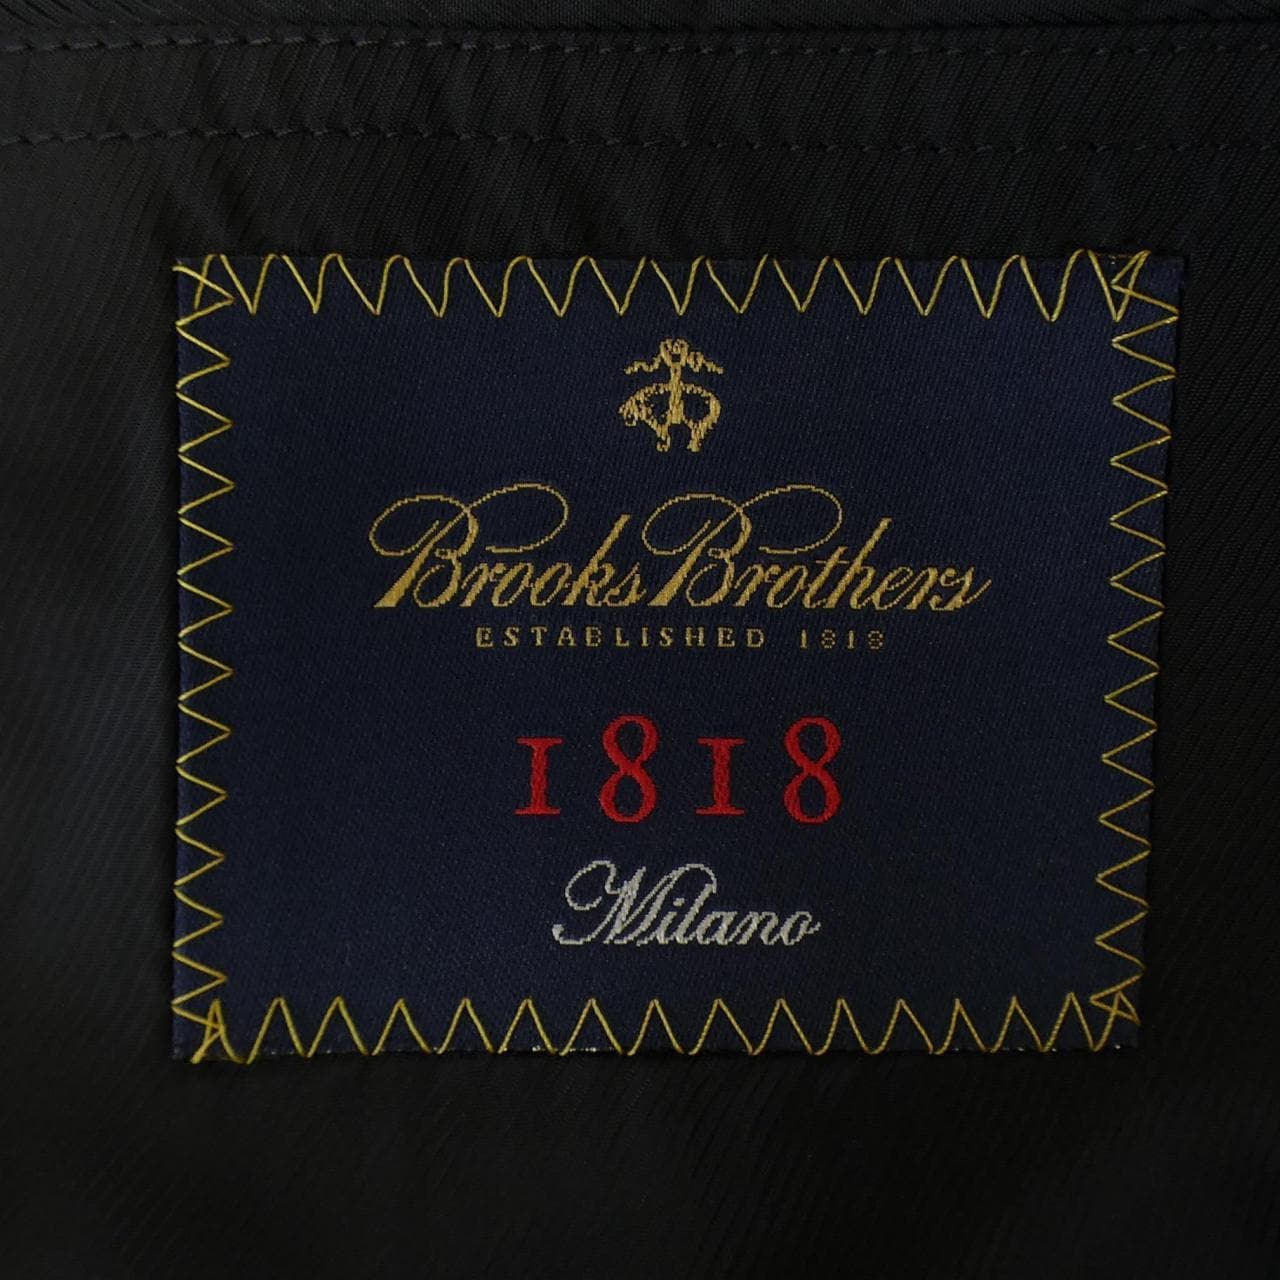 Brooks Brothers
ESTABLISHED 1818
1818
Milano